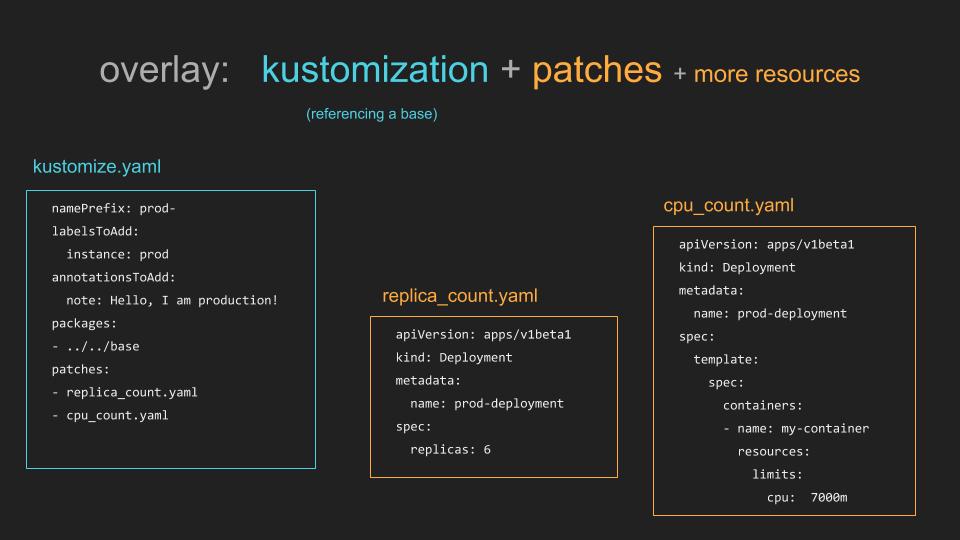 overlay: kustomization + patches + more resources
(referencing a base)
kustomize.yaml
namePrefix: prod-
labelsToAdd:
  instance: prod
annotationsToAdd:
  note: Hello, I am production!
packages:
- ../../base
patches:
- replica_count.yaml
- cpu_count.yaml
replica_count.yaml
apiVersion: apps/v1beta1
kind: Deployment
metadata:
  name: prod-deployment
spec:
  replicas: 6
cpu_count.yaml
apiVersion: apps/v1beta1
kind: Deployment
metadata:
  name: prod-deployment
spec:
  template:
    spec:
      containers:
      - name: my-container
        resources:
          limits:
            cpu:  7000m